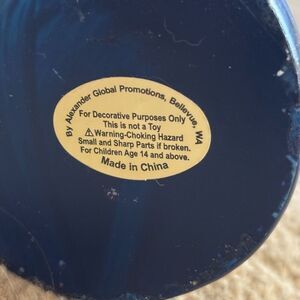 By Alexander Global Promotions, Bellevue, WA
For Decorative Purposes Only
This is not a Toy
⚠Warning-Choking Hazard
Small and Sharp Parts if broken.
For Children Age 14 and above.
Made in China